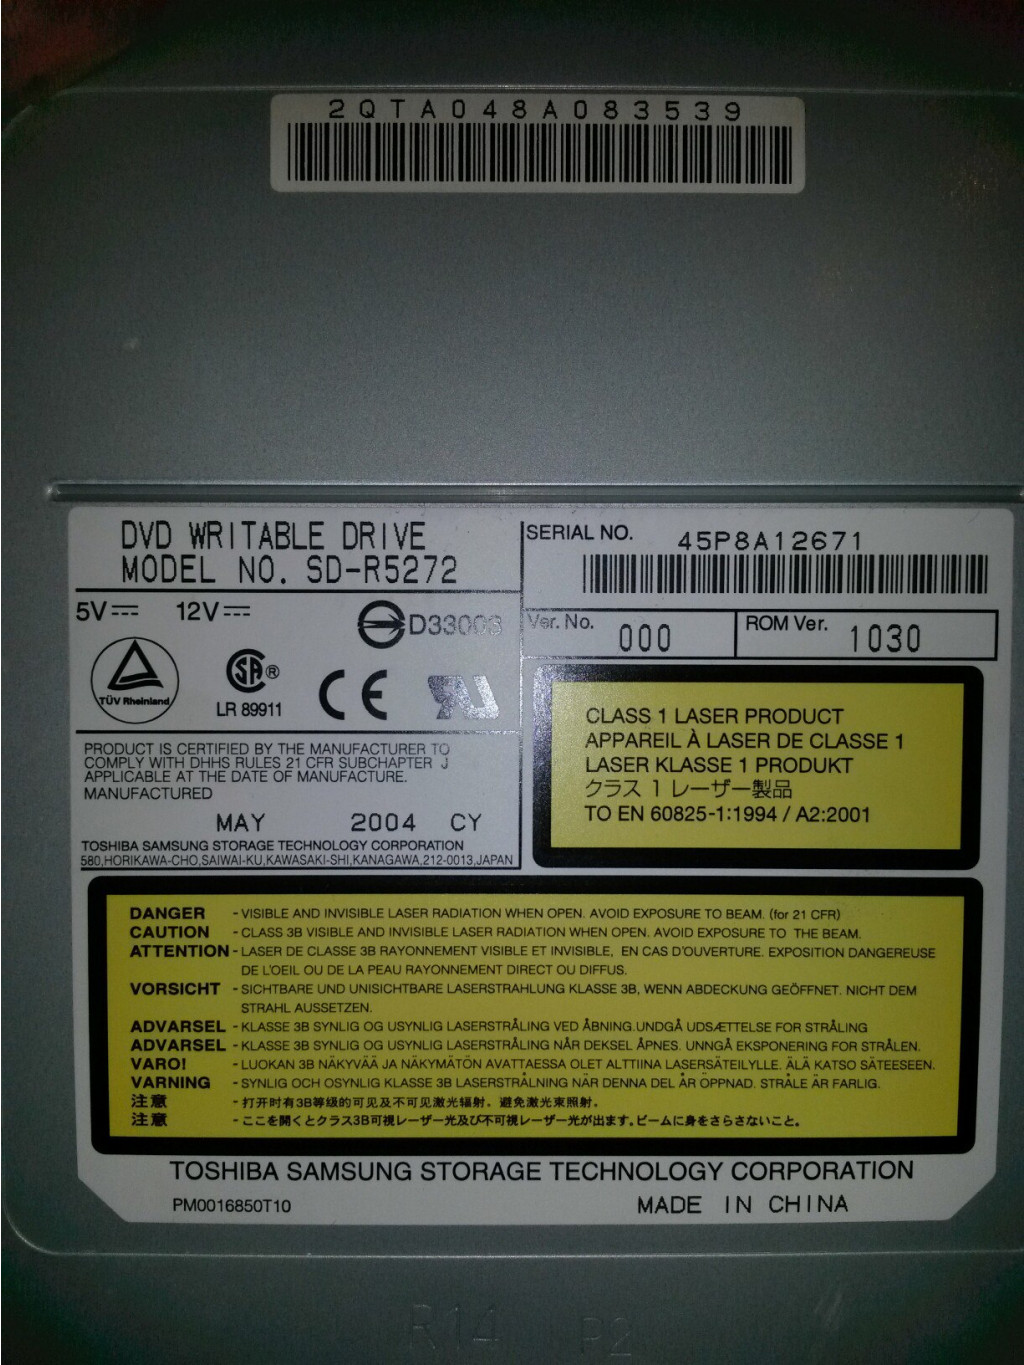 2QTA048A083539
DVD WRITABLE DRIVE
MODEL NO. SD-R5272
SERIAL NO. 45P8A12671
5V 12V
D33003
Ver. No. 000
ROM Ver. 1030
TÜV Rheinland
SA ®
LR 89911
CE
RU
PRODUCT IS CERTIFIED BY THE MANUFACTURER TO
COMPLY WITH DHHS RULES 21 CFR SUBCHAPTER J
APPLICABLE AT THE DATE OF MANUFACTURE.
MANUFACTURED
MAY 2004 CY
TOSHIBA SAMSUNG STORAGE TECHNOLOGY CORPORATION
580,HORIKAWA-CHO,SAIWAI-KU,KAWASAKI-SHI,KANAGAWA,212-0013,JAPAN
CLASS 1 LASER PRODUCT
APPAREIL À LASER DE CLASSE 1
LASER KLASSE 1 PRODUKT
クラス 1 レーザー製品
TO EN 60825-1:1994 / A2:2001
DANGER - VISIBLE AND INVISIBLE LASER RADIATION WHEN OPEN. AVOID EXPOSURE TO BEAM. (for 21 CFR)
CAUTION - CLASS 3B VISIBLE AND INVISIBLE LASER RADIATION WHEN OPEN. AVOID EXPOSURE TO THE BEAM.
ATTENTION - LASER DE CLASSE 3B RAYONNEMENT VISIBLE ET INVISIBLE, EN CAS D'OUVERTURE. EXPOSITION DANGEREUSE
DE L'OEIL OU DE LA PEAU RAYONNEMENT DIRECT OU DIFFUS.
VORSICHT - SICHTBARE UND UNISICHTBARE LASERSTRAHLUNG KLASSE 3B, WENN ABDECKUNG GEÖFFNET. NICHT DEM
STRAHL AUSSETZEN.
ADVARSEL - KLASSE 3B SYNLIG OG USYNLIG LASERSTRÅLING VED ÅBNING.UNDGÅ UDSÆTTELSE FOR STRÅLING
ADVARSEL - KLASSE 3B SYNLIG OG USYNLIG LASERSTRÅLING NÅR DEKSEL ÅPNES. UNNGÅ EKSPONERING FOR STRÅLEN.
VARO! - LUOKAN 3B NÄKYVÄÄ JA NÄKYMÄTÖN AVATTAESSA OLET ALTTIINA LASERSÄTEILYLLE. ÄLÄ KATSO SÄTEESEEN.
VARNING - SYNLIG OCH OSYNLIG KLASSE 3B LASERSTRÅLNING NÄR DENNA DEL ÄR ÖPPNAD. STRÅLE ÄR FARLIG.
注意 - 打开时有3B等级的可见及不可见激光辐射。避免激光束照射。
注意 - ここを開くとクラス3B可視レーザー光及び不可視レーザー光が出ます。ビームに身をさらさないこと。
TOSHIBA SAMSUNG STORAGE TECHNOLOGY CORPORATION
PM0016850T10
MADE IN CHINA
R14 P2